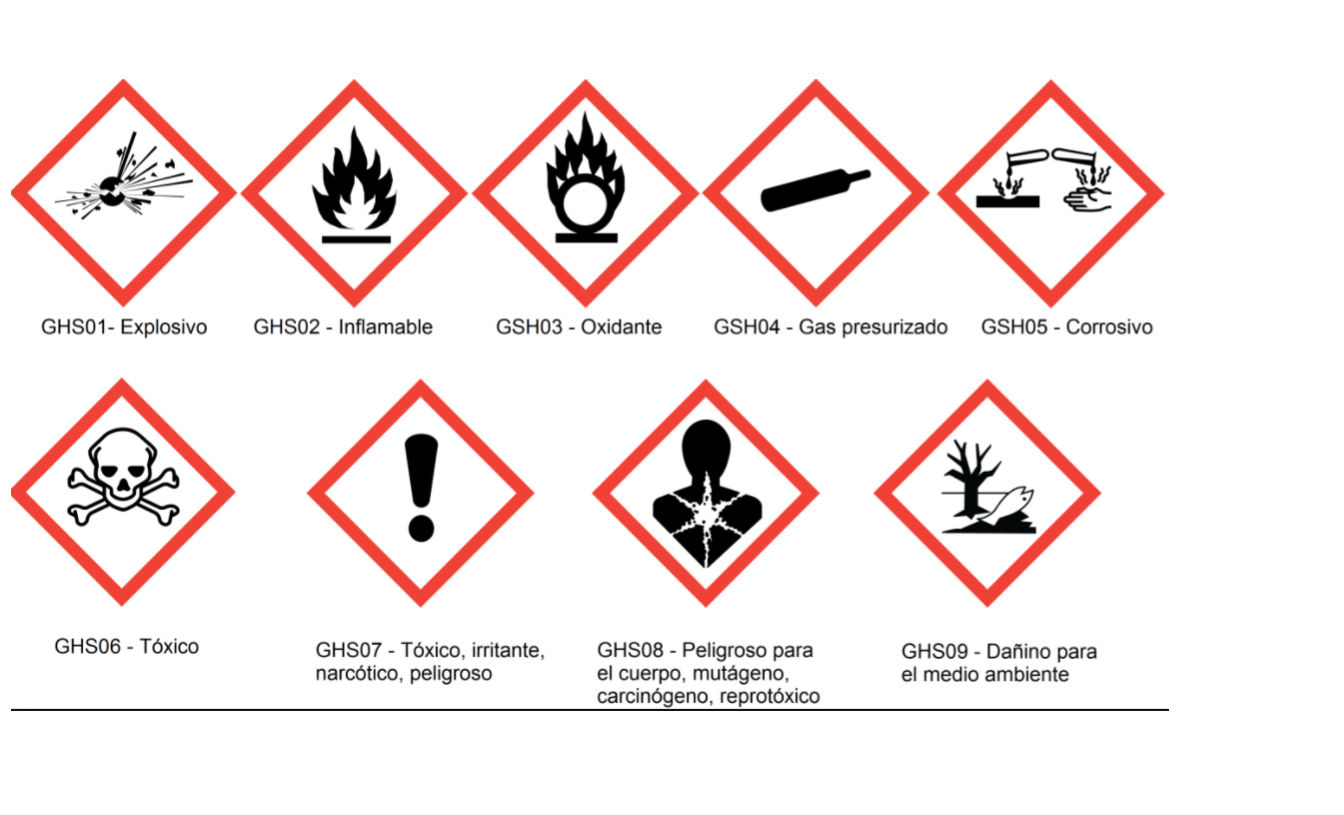 GHS01- Explosivo
GHS02 - Inflamable
GSH03 - Oxidante
GSH04 - Gas presurizado
GSH05 - Corrosivo
GHS06 - Tóxico
GHS07 - Tóxico, irritante,
narcótico, peligroso
GHS08 - Peligroso para
el cuerpo, mutágeno,
carcinógeno, reprotóxico
GHS09 - Dañino para
el medio ambiente